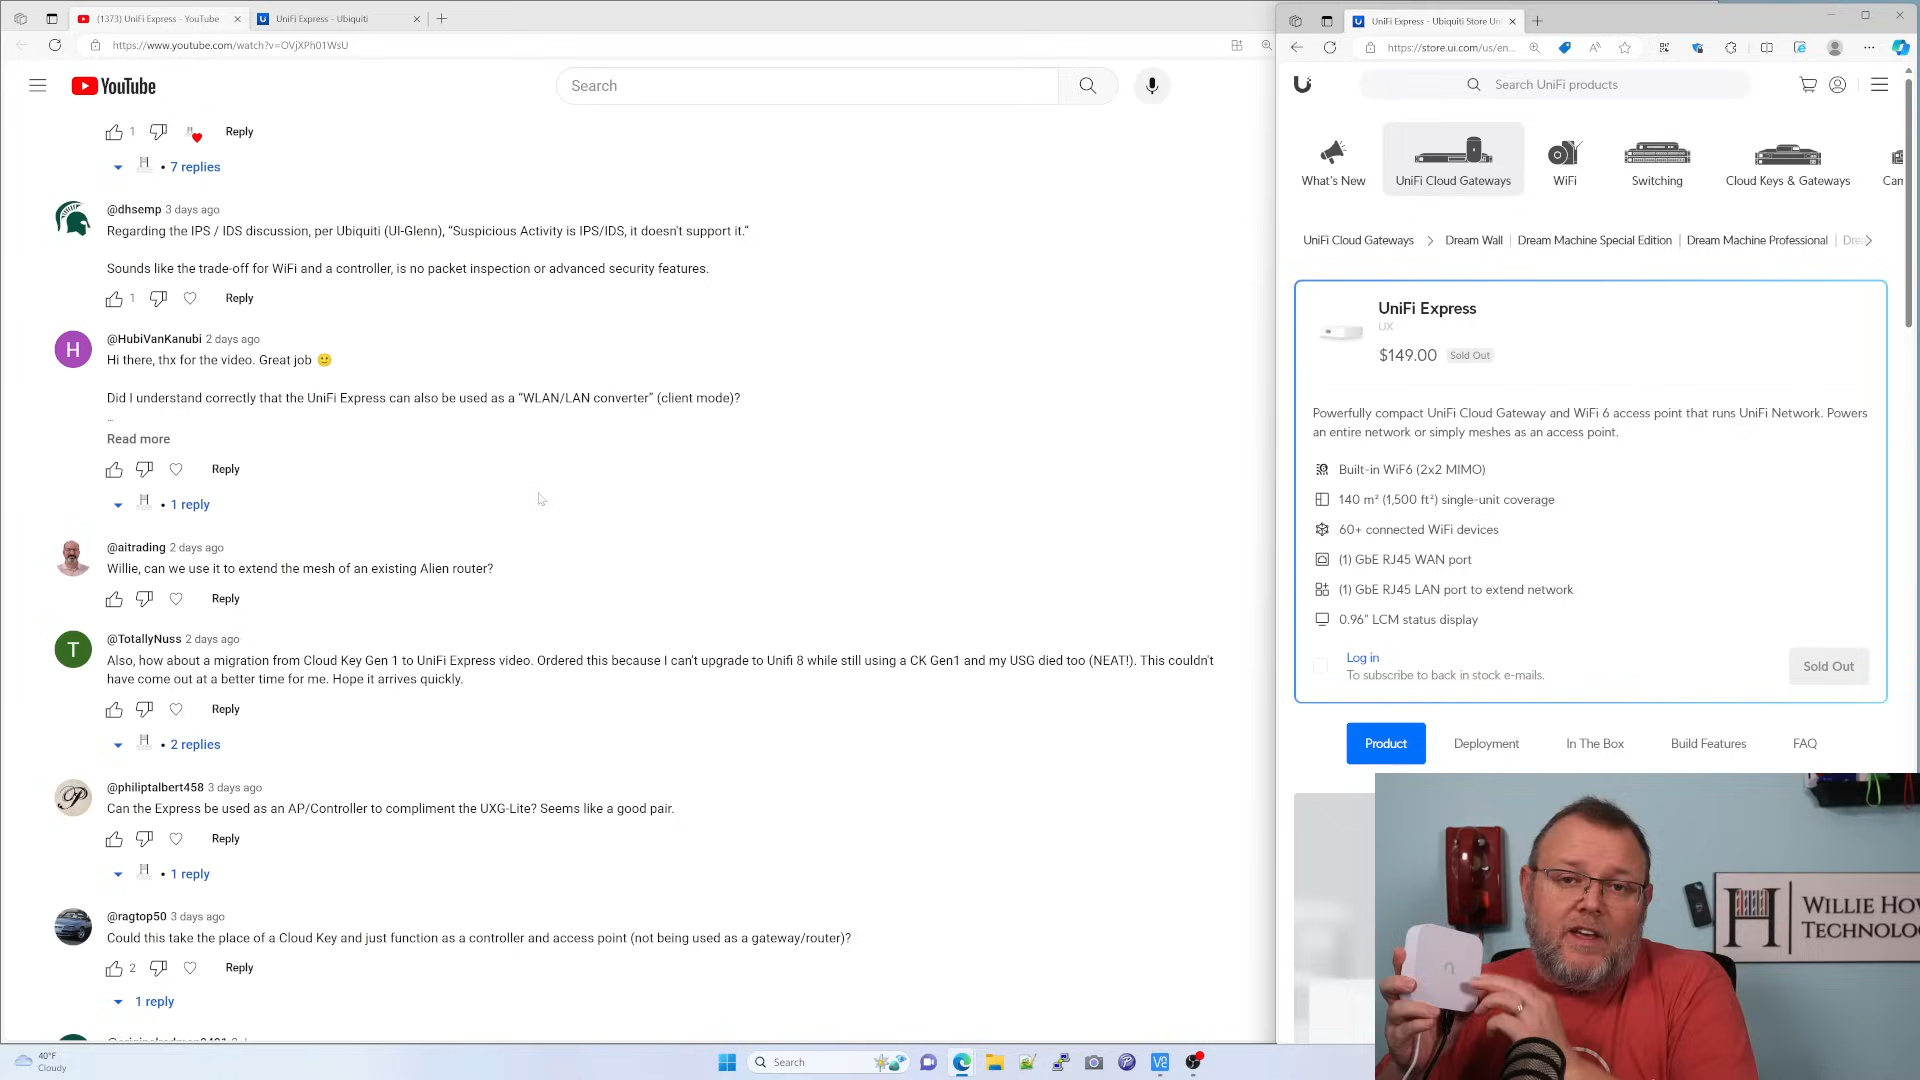 (1373) UniFi Express - YouTube
UniFi Express - Ubiquiti
https://www.youtube.com/watch?v=OVjXPh01WsU
YouTube
Search
1
Reply
• 7 replies
@dhsemp 3 days ago
Regarding the IPS / IDS discussion, per Ubiquiti (UI-Glenn), “Suspicious Activity is IPS/IDS, it doesn't support it.”
Sounds like the trade-off for WiFi and a controller, is no packet inspection or advanced security features.
1
Reply
H
@HubiVanKanubi 2 days ago
Hi there, thx for the video. Great job 🙂
Did I understand correctly that the UniFi Express can also be used as a “WLAN/LAN converter” (client mode)?
...
Read more
Reply
• 1 reply
@aitrading 2 days ago
Willie, can we use it to extend the mesh of an existing Alien router?
Reply
T
@TotallyNuss 2 days ago
Also, how about a migration from Cloud Key Gen 1 to UniFi Express video. Ordered this because I can't upgrade to Unifi 8 while still using a CK Gen1 and my USG died too (NEAT!). This couldn't
have come out at a better time for me. Hope it arrives quickly.
Reply
• 2 replies
@philiptalbert458 3 days ago
Can the Express be used as an AP/Controller to compliment the UXG-Lite? Seems like a good pair.
Reply
• 1 reply
@ragtop50 3 days ago
Could this take the place of a Cloud Key and just function as a controller and access point (not being used as a gateway/router)?
2
Reply
1 reply
40°F
Cloudy
Search
UniFi Express - Ubiquiti Store Un
https://store.ui.com/us/en...
Search UniFi products
What's New
UniFi Cloud Gateways
WiFi
Switching
Cloud Keys & Gateways
Cam
UniFi Cloud Gateways
Dream Wall
Dream Machine Special Edition
Dream Machine Professional
Drea
UniFi Express
UX
$149.00
Sold Out
Powerfully compact UniFi Cloud Gateway and WiFi 6 access point that runs UniFi Network. Powers
an entire network or simply meshes as an access point.
Built-in WiF6 (2x2 MIMO)
140 m² (1,500 ft²) single-unit coverage
60+ connected WiFi devices
(1) GbE RJ45 WAN port
(1) GbE RJ45 LAN port to extend network
0.96" LCM status display
Log in
To subscribe to back in stock e-mails.
Sold Out
Product
Deployment
In The Box
Build Features
FAQ
WILLIE HOW
TECHNOLOG